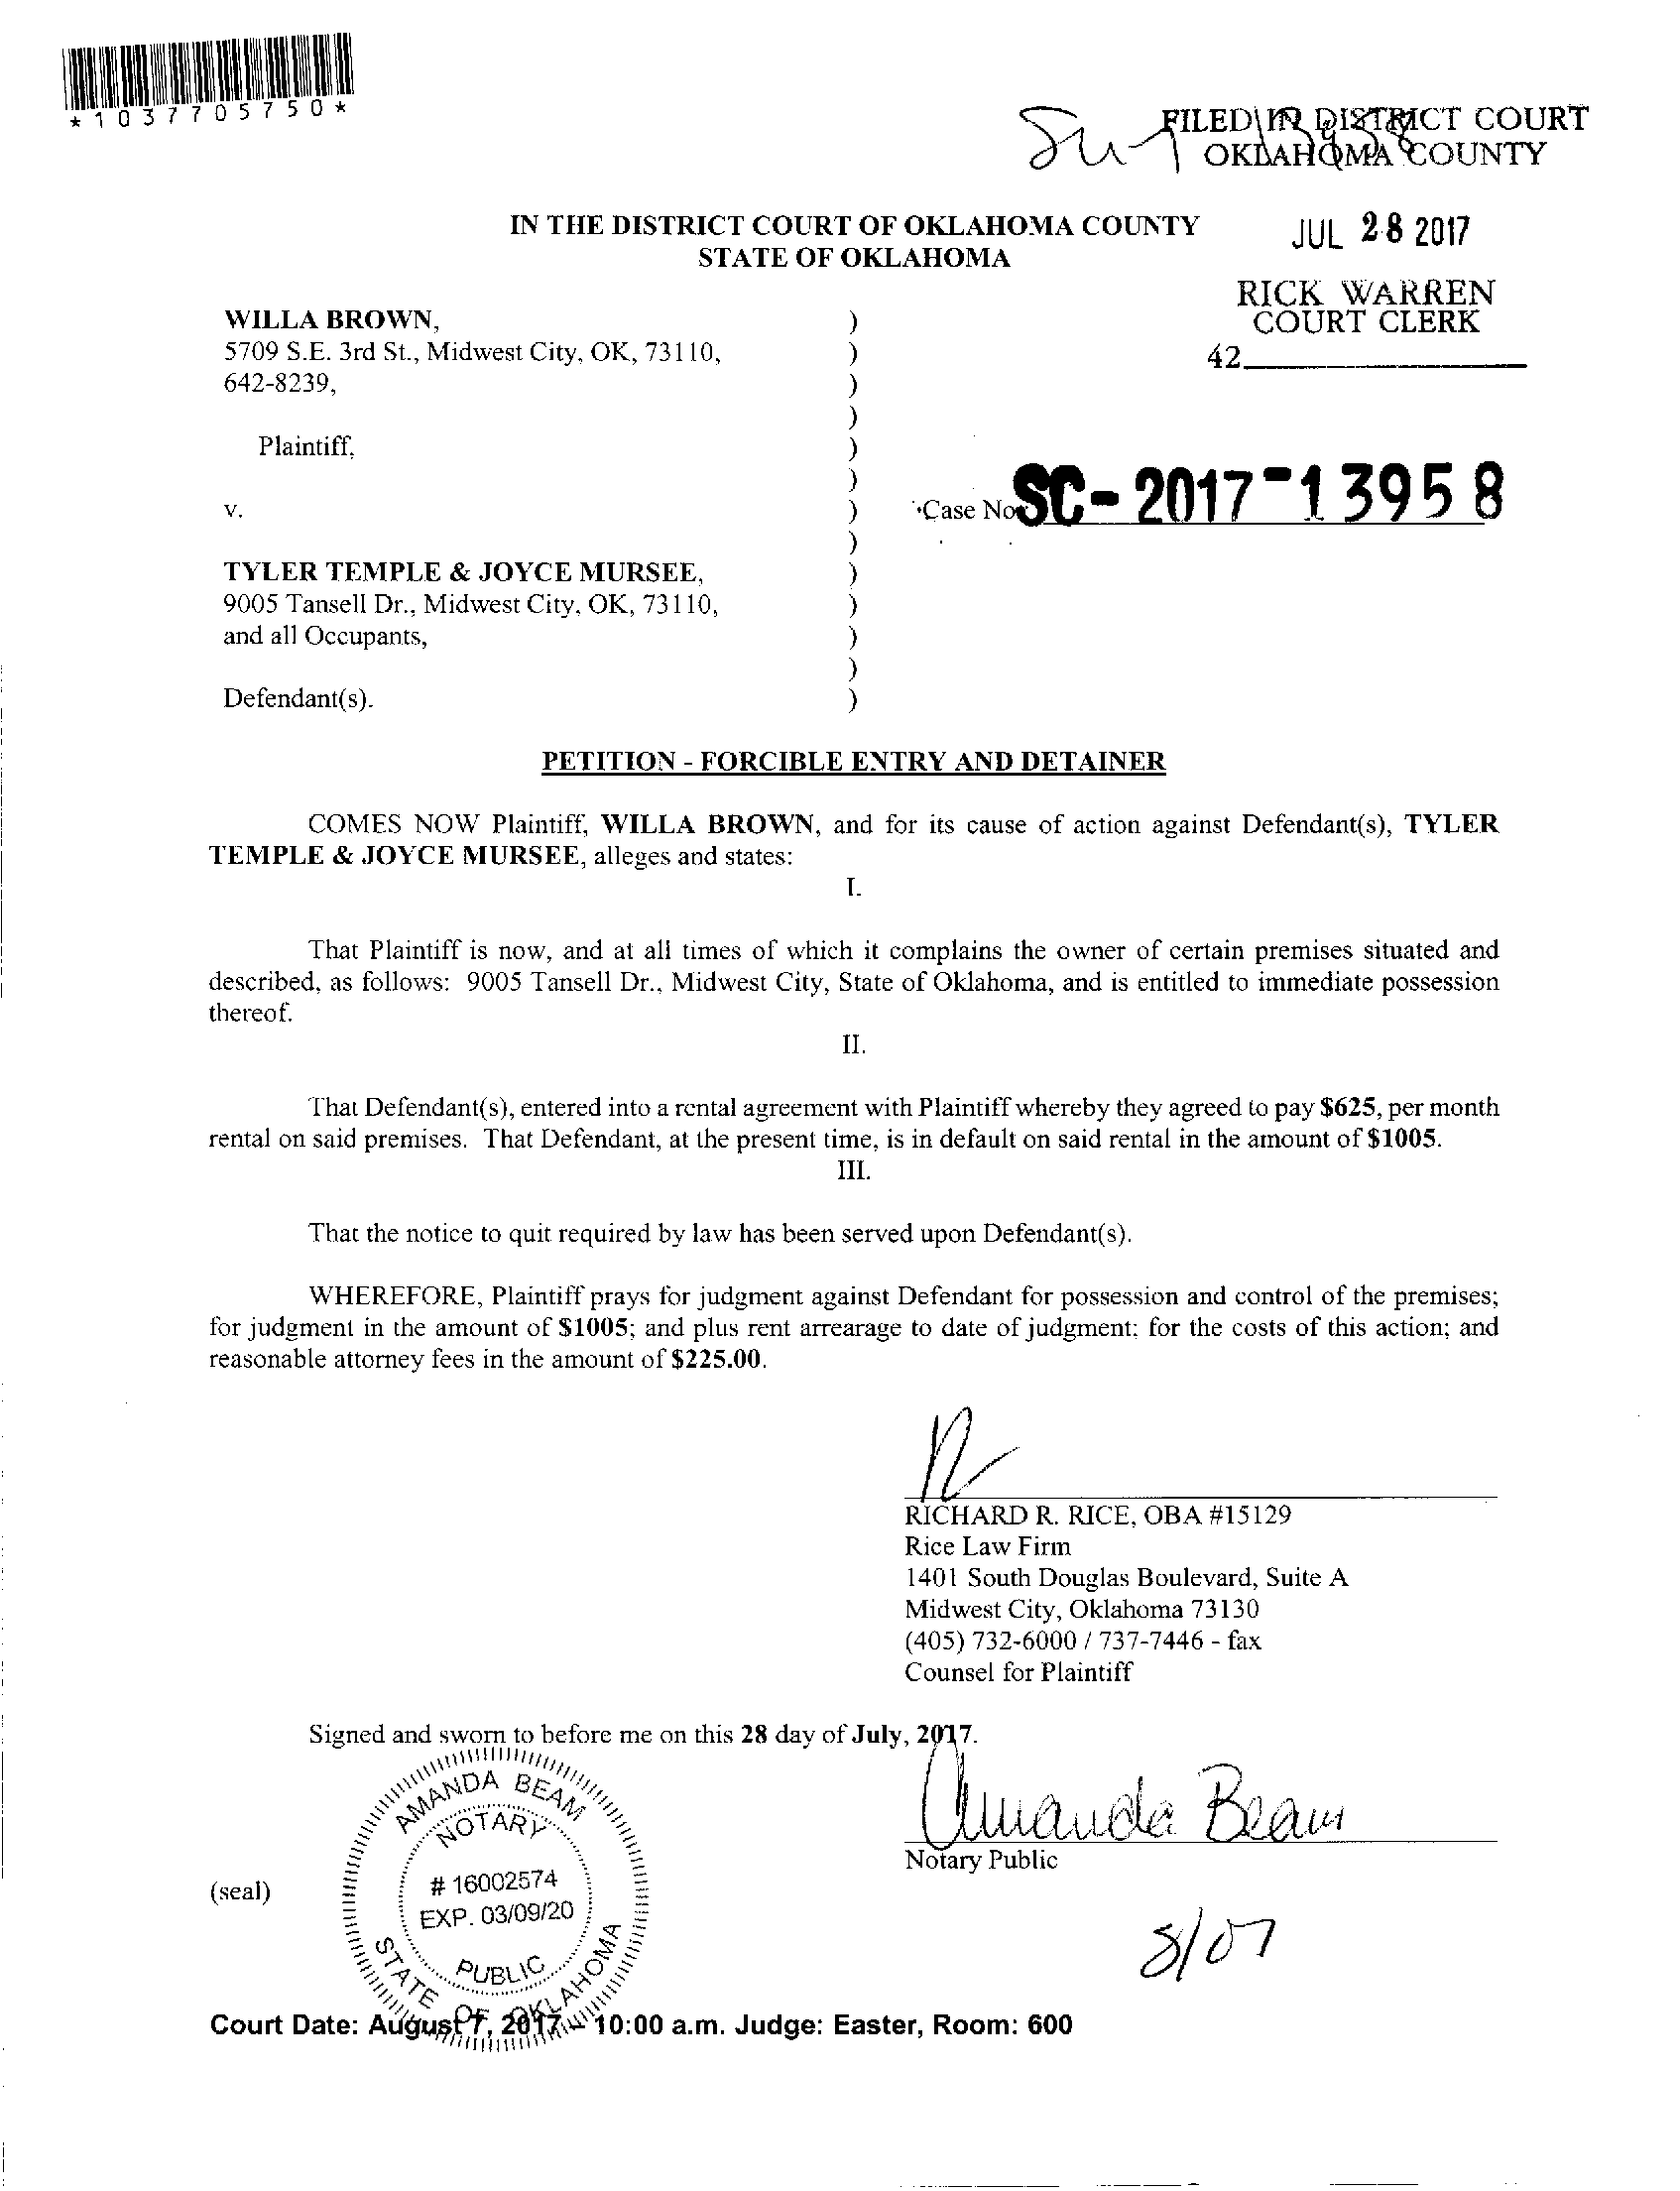 *1037705750*
FILED IN DISTRICT COURT
OKLAHOMA COUNTY
JUL 28 2017
RICK WARREN
COURT CLERK
42
IN THE DISTRICT COURT OF OKLAHOMA COUNTY
STATE OF OKLAHOMA
WILLA BROWN, )
5709 S.E. 3rd St., Midwest City, OK, 73110, )
642-8239, )
)
Plaintiff, )
)
v. ) Case No SC-2017-13958
)
TYLER TEMPLE & JOYCE MURSEE, )
9005 Tansell Dr., Midwest City, OK, 73110, )
and all Occupants, )
)
Defendant(s). )
PETITION - FORCIBLE ENTRY AND DETAINER
COMES NOW Plaintiff, WILLA BROWN, and for its cause of action against Defendant(s), TYLER
TEMPLE & JOYCE MURSEE, alleges and states:
I.
That Plaintiff is now, and at all times of which it complains the owner of certain premises situated and
described, as follows: 9005 Tansell Dr., Midwest City, State of Oklahoma, and is entitled to immediate possession
thereof.
II.
That Defendant(s), entered into a rental agreement with Plaintiff whereby they agreed to pay $625, per month
rental on said premises. That Defendant, at the present time, is in default on said rental in the amount of $1005.
III.
That the notice to quit required by law has been served upon Defendant(s).
WHEREFORE, Plaintiff prays for judgment against Defendant for possession and control of the premises;
for judgment in the amount of $1005; and plus rent arrearage to date of judgment; for the costs of this action; and
reasonable attorney fees in the amount of $225.00.
RICHARD R. RICE, OBA #15129
Rice Law Firm
1401 South Douglas Boulevard, Suite A
Midwest City, Oklahoma 73130
(405) 732-6000 / 737-7446 - fax
Counsel for Plaintiff
Signed and sworn to before me on this 28 day of July, 2017.
Amanda Beam
Notary Public
(seal)
AMANDA BEAM
NOTARY
# 16002574
EXP. 03/09/20
PUBLIC
STATE OF OKLAHOMA
8/07
Court Date: August 7, 2017 10:00 a.m. Judge: Easter, Room: 600